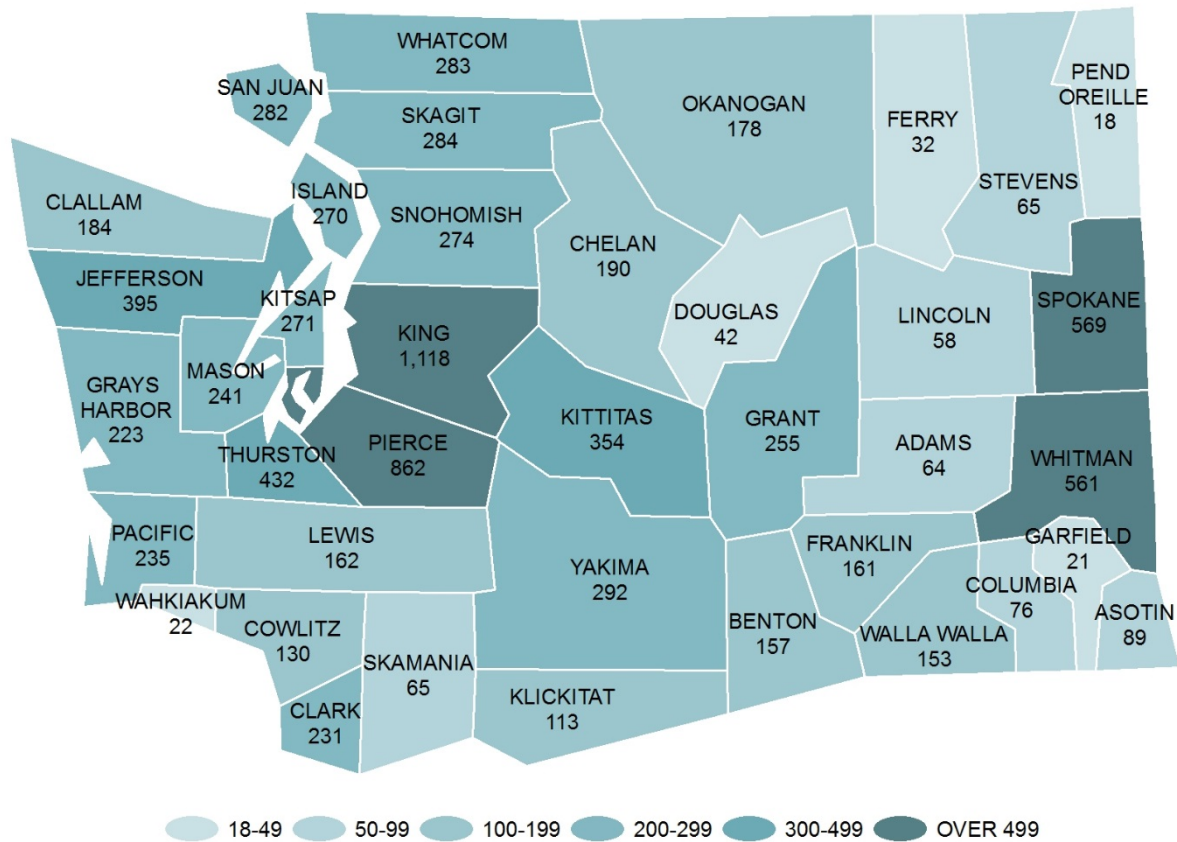 WHATCOM
283
SAN JUAN
282
SKAGIT
284
OKANOGAN
178
FERRY
32
PEND
OREILLE
18
STEVENS
65
CLALLAM
184
ISLAND
270
SNOHOMISH
274
CHELAN
190
JEFFERSON
395
KITSAP
271
KING
1,118
DOUGLAS
42
LINCOLN
58
SPOKANE
569
MASON
241
GRAYS
HARBOR
223
KITTITAS
354
GRANT
255
THURSTON
432
PIERCE
862
ADAMS
64
WHITMAN
561
PACIFIC
235
LEWIS
162
YAKIMA
292
FRANKLIN
161
GARFIELD
21
COLUMBIA
76
ASOTIN
89
WAHKIAKUM
22
COWLITZ
130
SKAMANIA
65
BENTON
157
WALLA WALLA
153
CLARK
231
KLICKITAT
113
18-49 50-99 100-199 200-299 300-499 OVER 499